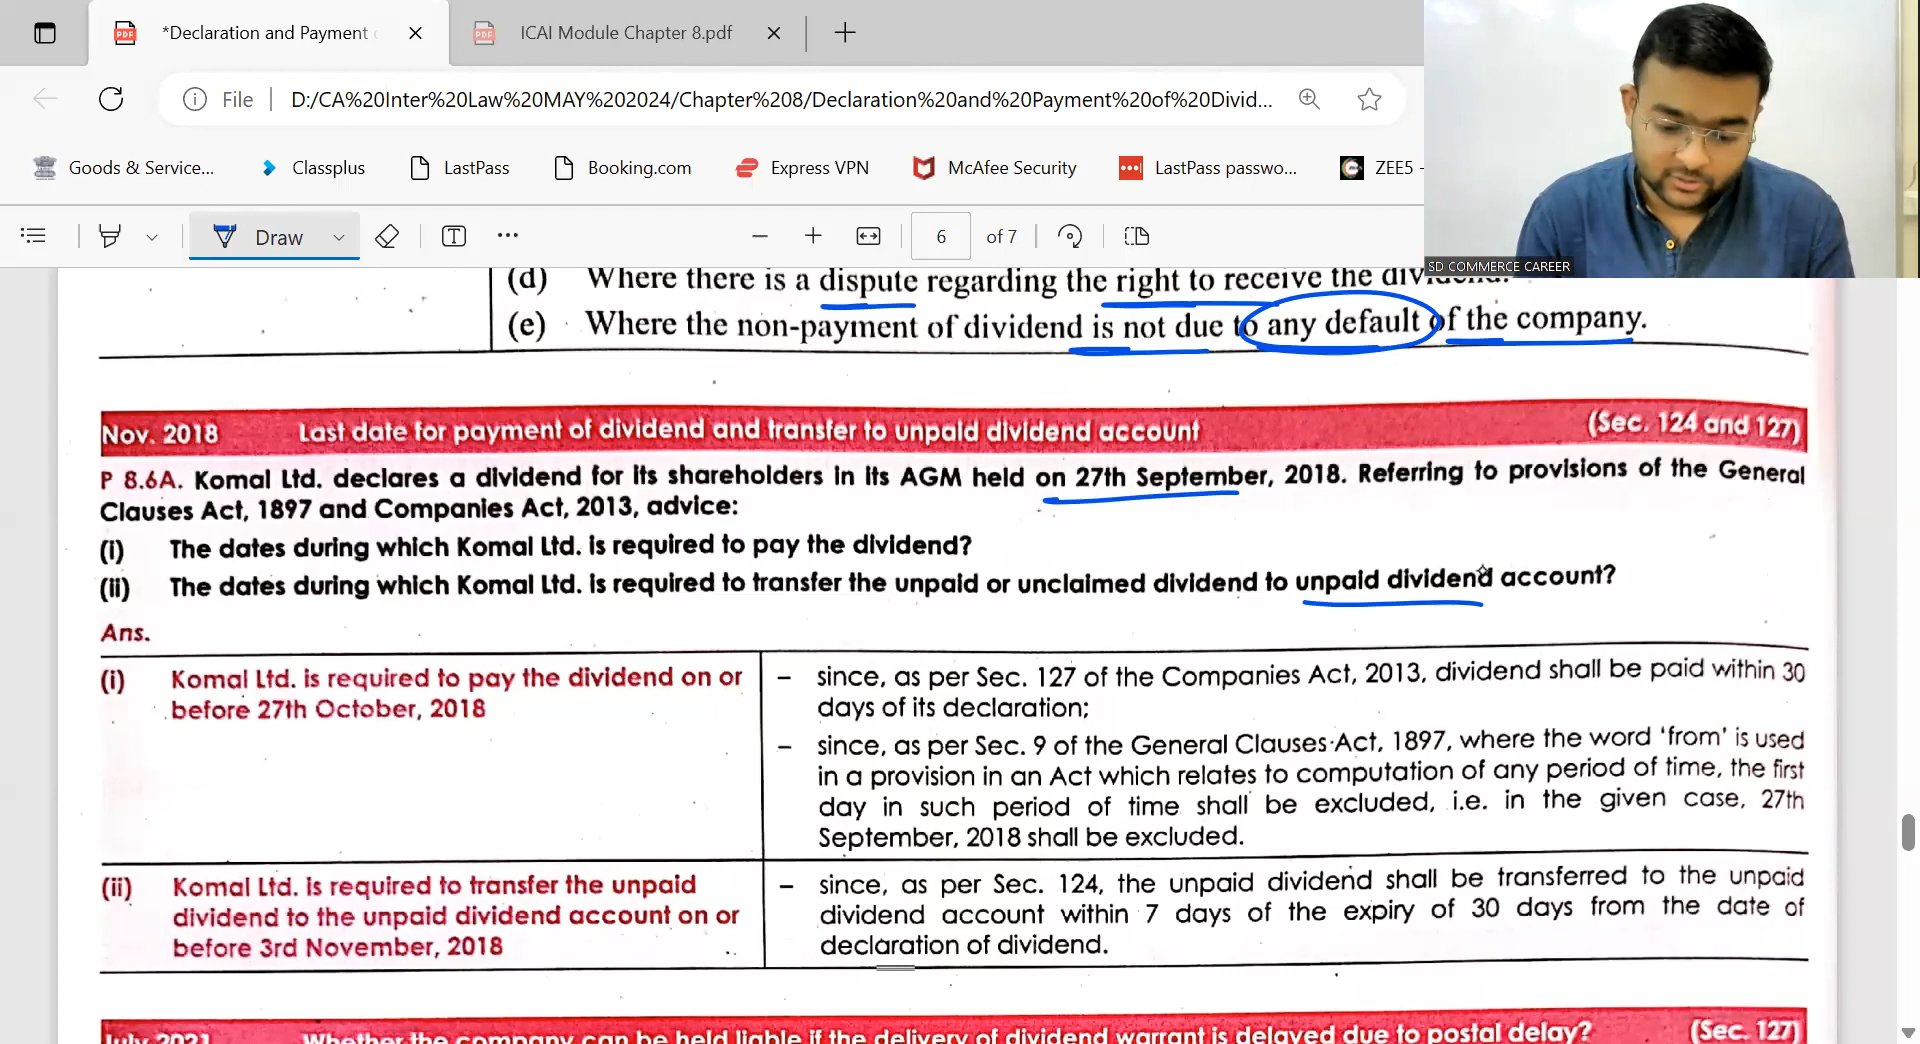 *Declaration and Payment
ICAI Module Chapter 8.pdf
File
D:/CA%20Inter%20Law%20MAY%202024/Chapter%208/Declaration%20and%20Payment%20of%20Divid...
Goods & Service...
Classplus
LastPass
Booking.com
Express VPN
McAfee Security
LastPass passwo...
ZEE5 -
Draw
6 of 7
SD COMMERCE CAREER
(d) Where there is a dispute regarding the right to receive the dividend.
(e) Where the non-payment of dividend is not due to any default of the company.
Nov. 2018 Last date for payment of dividend and transfer to unpaid dividend account (Sec. 124 and 127)
P 8.6A. Komal Ltd. declares a dividend for its shareholders in its AGM held on 27th September, 2018. Referring to provisions of the General
Clauses Act, 1897 and Companies Act, 2013, advice:
(i) The dates during which Komal Ltd. is required to pay the dividend?
(ii) The dates during which Komal Ltd. is required to transfer the unpaid or unclaimed dividend to unpaid dividend account?
Ans.
(i) Komal Ltd. is required to pay the dividend on or
before 27th October, 2018
– since, as per Sec. 127 of the Companies Act, 2013, dividend shall be paid within 30
days of its declaration;
– since, as per Sec. 9 of the General Clauses Act, 1897, where the word ‘from’ is used
in a provision in an Act which relates to computation of any period of time, the first
day in such period of time shall be excluded, i.e. in the given case, 27th
September, 2018 shall be excluded.
(ii) Komal Ltd. is required to transfer the unpaid
dividend to the unpaid dividend account on or
before 3rd November, 2018
– since, as per Sec. 124, the unpaid dividend shall be transferred to the unpaid
dividend account within 7 days of the expiry of 30 days from the date of
declaration of dividend.
July 2021 Whether the company can be held liable if the delivery of dividend warrant is delayed due to postal delay? (Sec. 127)